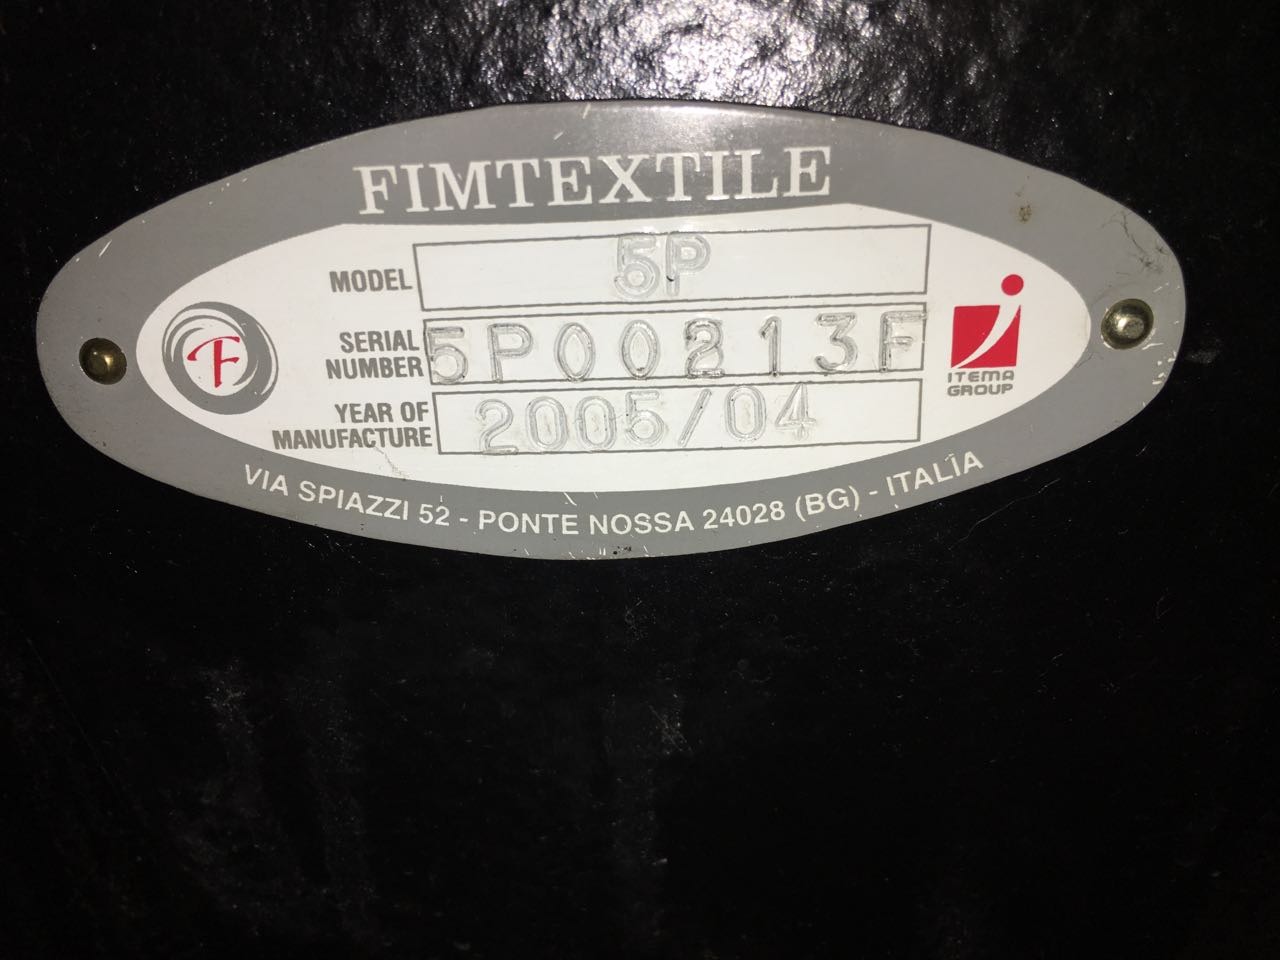 FIMTEXTILE
MODEL 5P
SERIAL NUMBER 5P00213F
YEAR OF MANUFACTURE 2005/04
F
ITEMA
GROUP
VIA SPIAZZI 52 - PONTE NOSSA 24028 (BG) - ITALIA